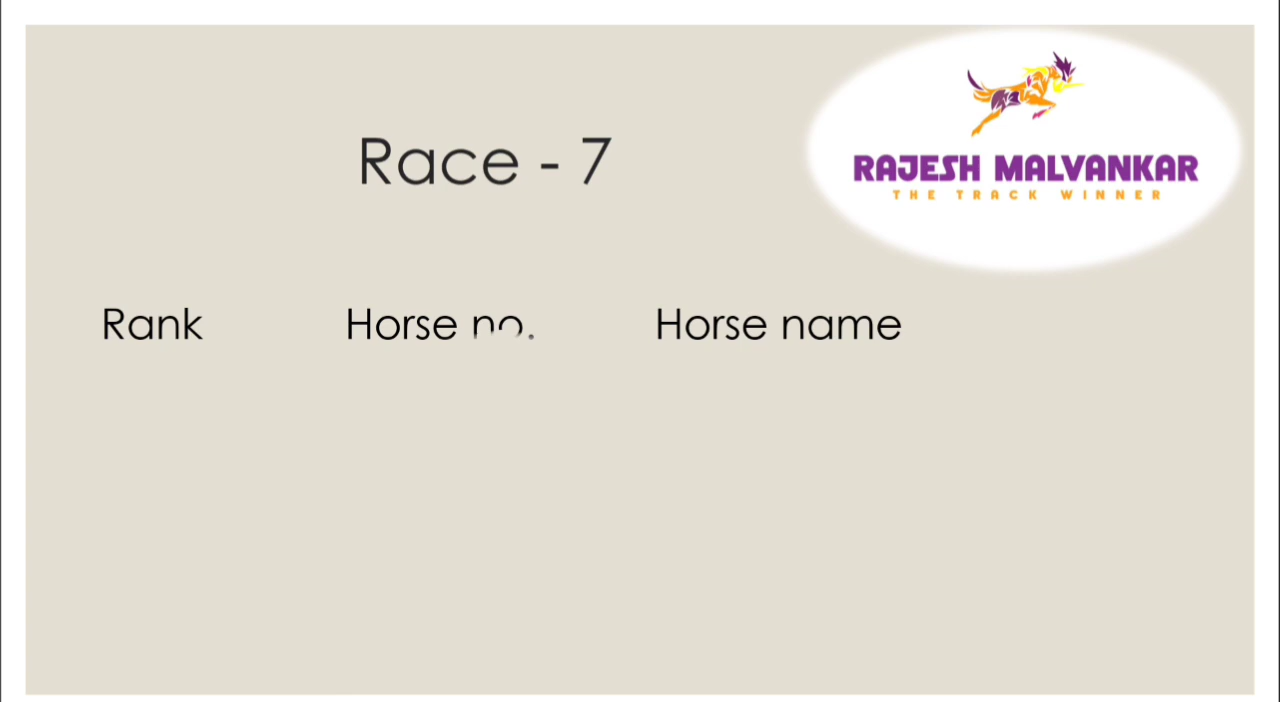 Race - 7
RAJESH MALVANKAR
THE TRACK WINNER
Rank Horse no. Horse name